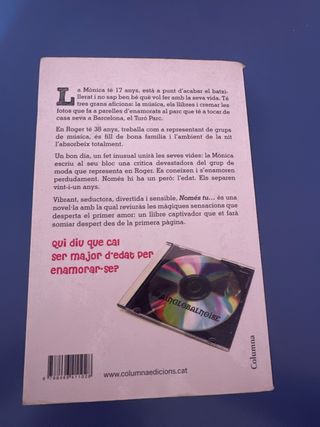 La Mònica té 17 anys, està a punt d'acabar el batxi-
llerat i no sap ben bé què vol fer amb la seva vida. Té
tres grans aficions: la música, els llibres i cremar les
fotos que fa a parelles d'enamorats al parc que té a tocar de
casa seva a Barcelona, el Turó Parc.
En Roger té 38 anys, treballa com a representant de grups
de música, és fill de bona família i l'ambient de la nit
l'absorbeix totalment.
Un bon dia, un fet inusual unirà les seves vides: la Mònica
escriu al seu bloc una crítica devastadora del grup de
moda que representa en Roger. Es coneixen i s'enamoren
perdudament. Només hi ha un però: l'edat. Els separen
vint-i-un anys.
Vibrant, seductora, divertida i sensible, Només tu... és una
novel·la amb la qual reviuràs les màgiques sensacions que
desperta el primer amor: un llibre captivador que et farà
somiar despert des de la primera pàgina.
Qui diu que cal
ser major d'edat per
enamorar-se?
Columna
www.columnaedicions.cat